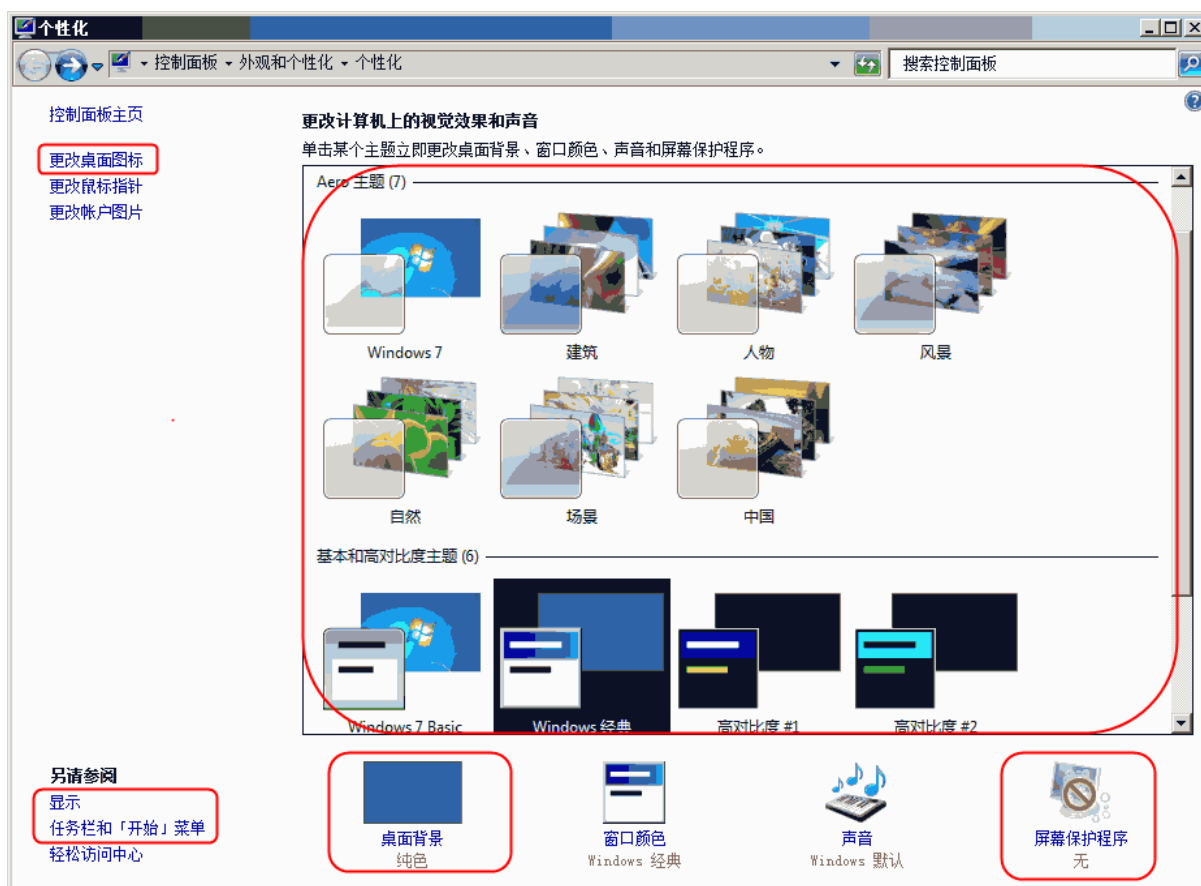 个性化
控制面板 外观和个性化 个性化
搜索控制面板
控制面板主页
更改桌面图标
更改鼠标指针
更改帐户图片
更改计算机上的视觉效果和声音
单击某个主题立即更改桌面背景、窗口颜色、声音和屏幕保护程序。
Aero 主题 (7)
Windows 7
建筑
人物
风景
自然
场景
中国
基本和高对比度主题 (6)
Windows 7 Basic
Windows 经典
高对比度 #1
高对比度 #2
另请参阅
显示
任务栏和「开始」菜单
轻松访问中心
桌面背景
纯色
窗口颜色
Windows 经典
声音
Windows 默认
屏幕保护程序
无